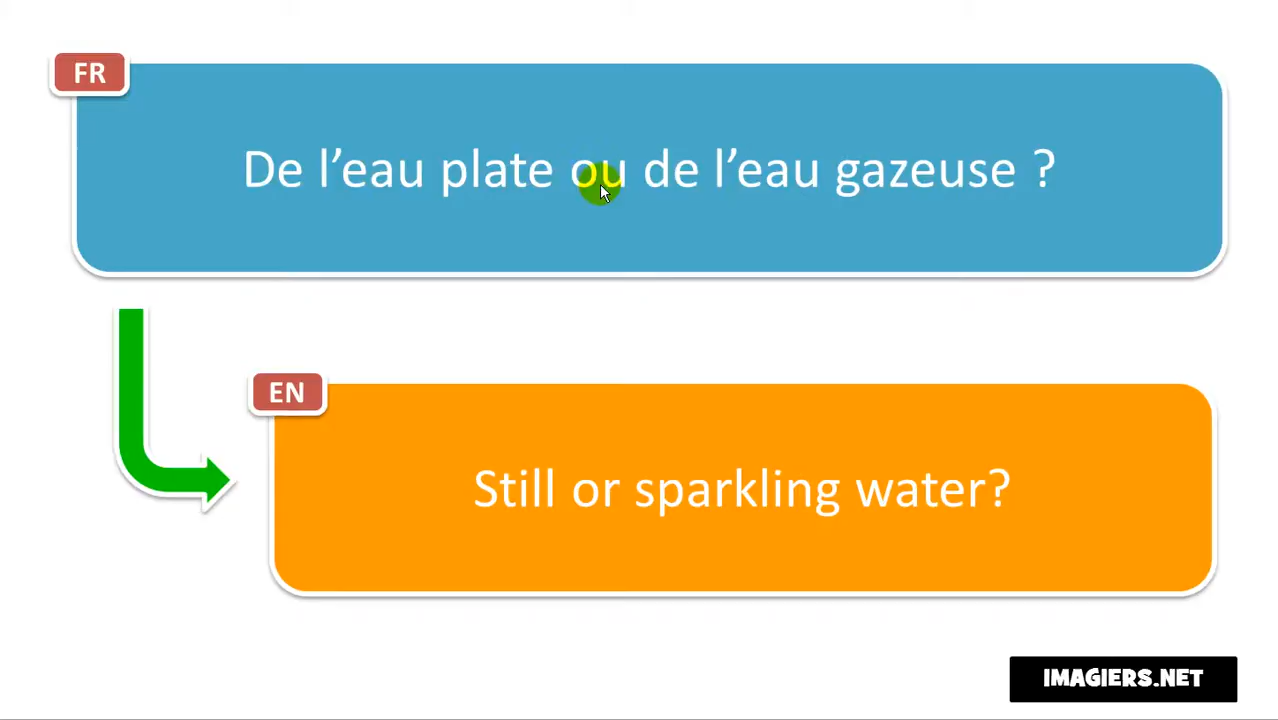 FR
De l’eau plate ou de l’eau gazeuse ?
EN
Still or sparkling water?
IMAGIERS.NET